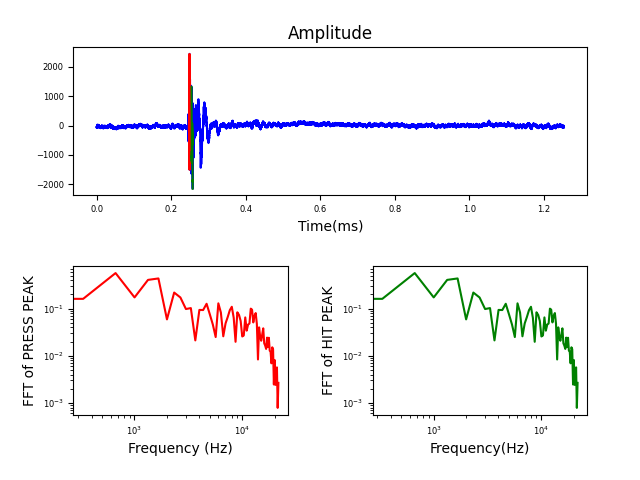 Amplitude
2000
1000
0
−1000
−2000
0.0 0.2 0.4 0.6 0.8 1.0 1.2
Time(ms)
FFT of PRESS PEAK
10⁻¹
10⁻²
10⁻³
10³ 10⁴
Frequency (Hz)
FFT of HIT PEAK
10⁻¹
10⁻²
10⁻³
10³ 10⁴
Frequency(Hz)